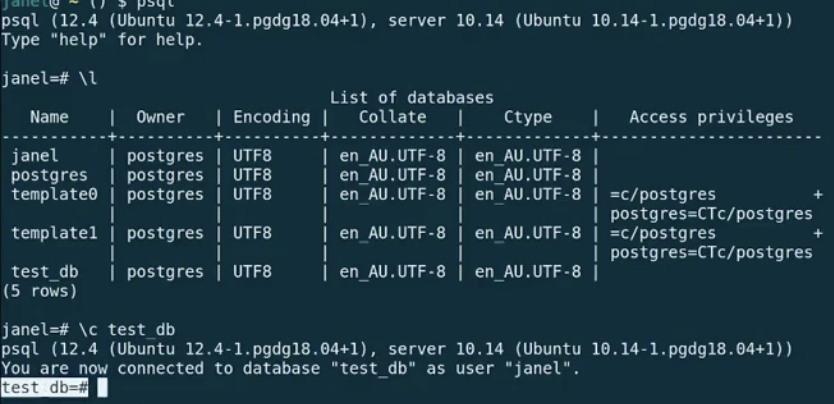 janel@ ~ () $ psql
psql (12.4 (Ubuntu 12.4-1.pgdg18.04+1), server 10.14 (Ubuntu 10.14-1.pgdg18.04+1))
Type "help" for help.
janel=# \l
List of databases
Name | Owner | Encoding | Collate | Ctype | Access privileges
-----------+----------+----------+-------------+-------------+-----------------------
janel | postgres | UTF8 | en_AU.UTF-8 | en_AU.UTF-8 |
postgres | postgres | UTF8 | en_AU.UTF-8 | en_AU.UTF-8 |
template0 | postgres | UTF8 | en_AU.UTF-8 | en_AU.UTF-8 | =c/postgres +
| | | | | postgres=CTc/postgres
template1 | postgres | UTF8 | en_AU.UTF-8 | en_AU.UTF-8 | =c/postgres +
| | | | | postgres=CTc/postgres
test_db | postgres | UTF8 | en_AU.UTF-8 | en_AU.UTF-8 |
(5 rows)
janel=# \c test_db
psql (12.4 (Ubuntu 12.4-1.pgdg18.04+1), server 10.14 (Ubuntu 10.14-1.pgdg18.04+1))
You are now connected to database "test_db" as user "janel".
test_db=#